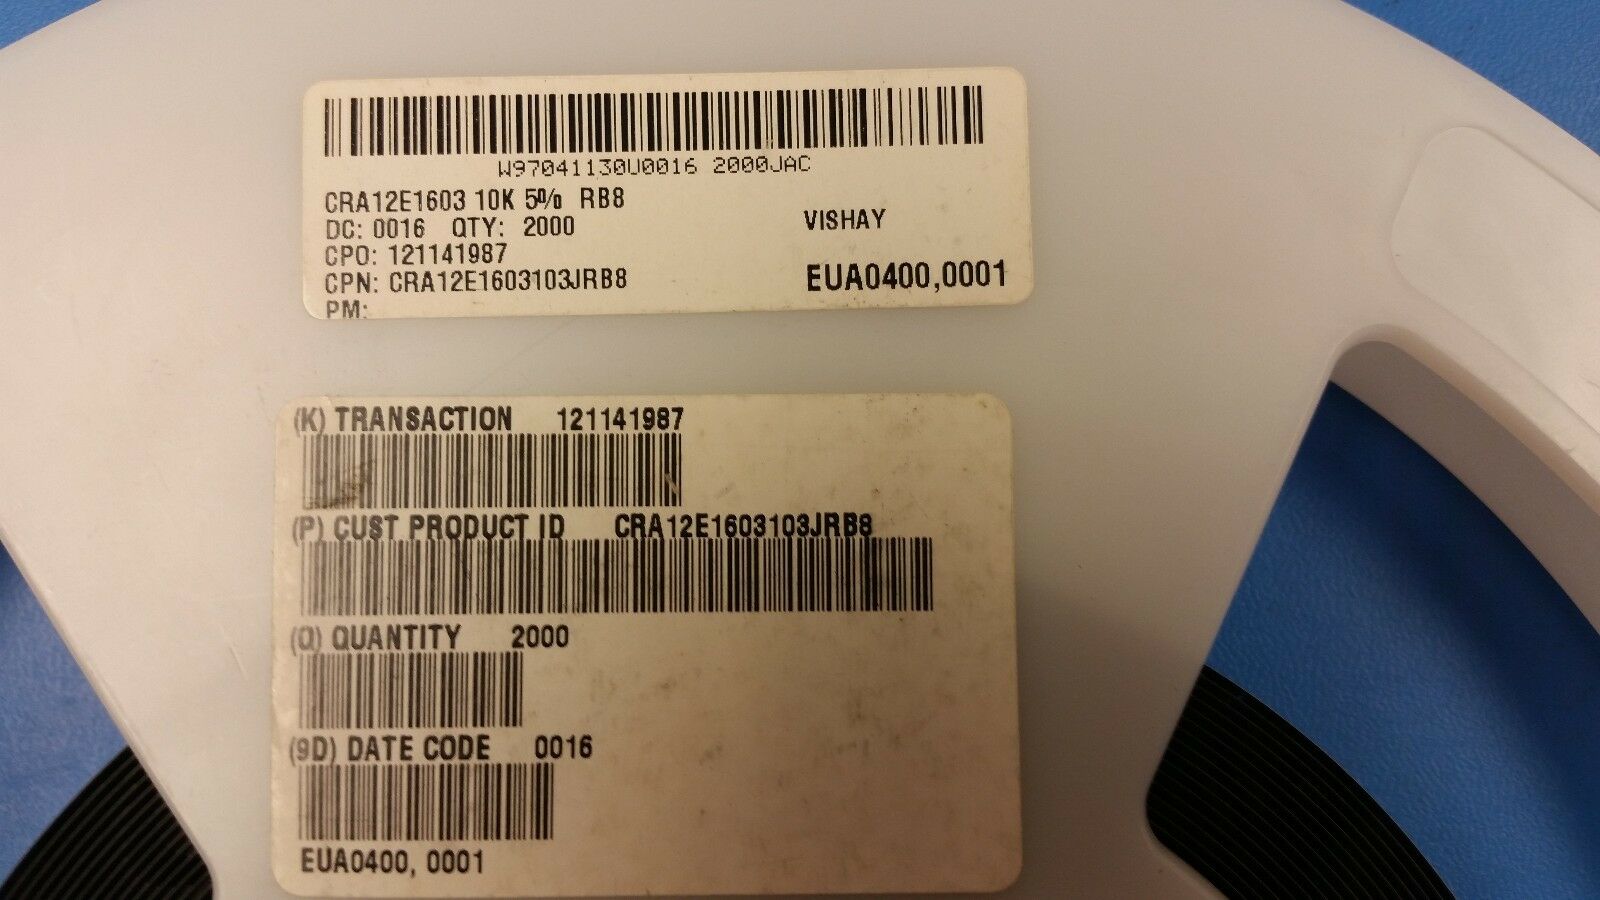 W97041130U0016 2000JAC
CRA12E1603 10K 5% RB8
DC: 0016 QTY: 2000
VISHAY
CPO: 121141987
CPN: CRA12E1603103JRB8
EUA0400,0001
PM:
(K) TRANSACTION 121141987
(P) CUST PRODUCT ID CRA12E1603103JRB8
(Q) QUANTITY 2000
(9D) DATE CODE 0016
EUA0400, 0001